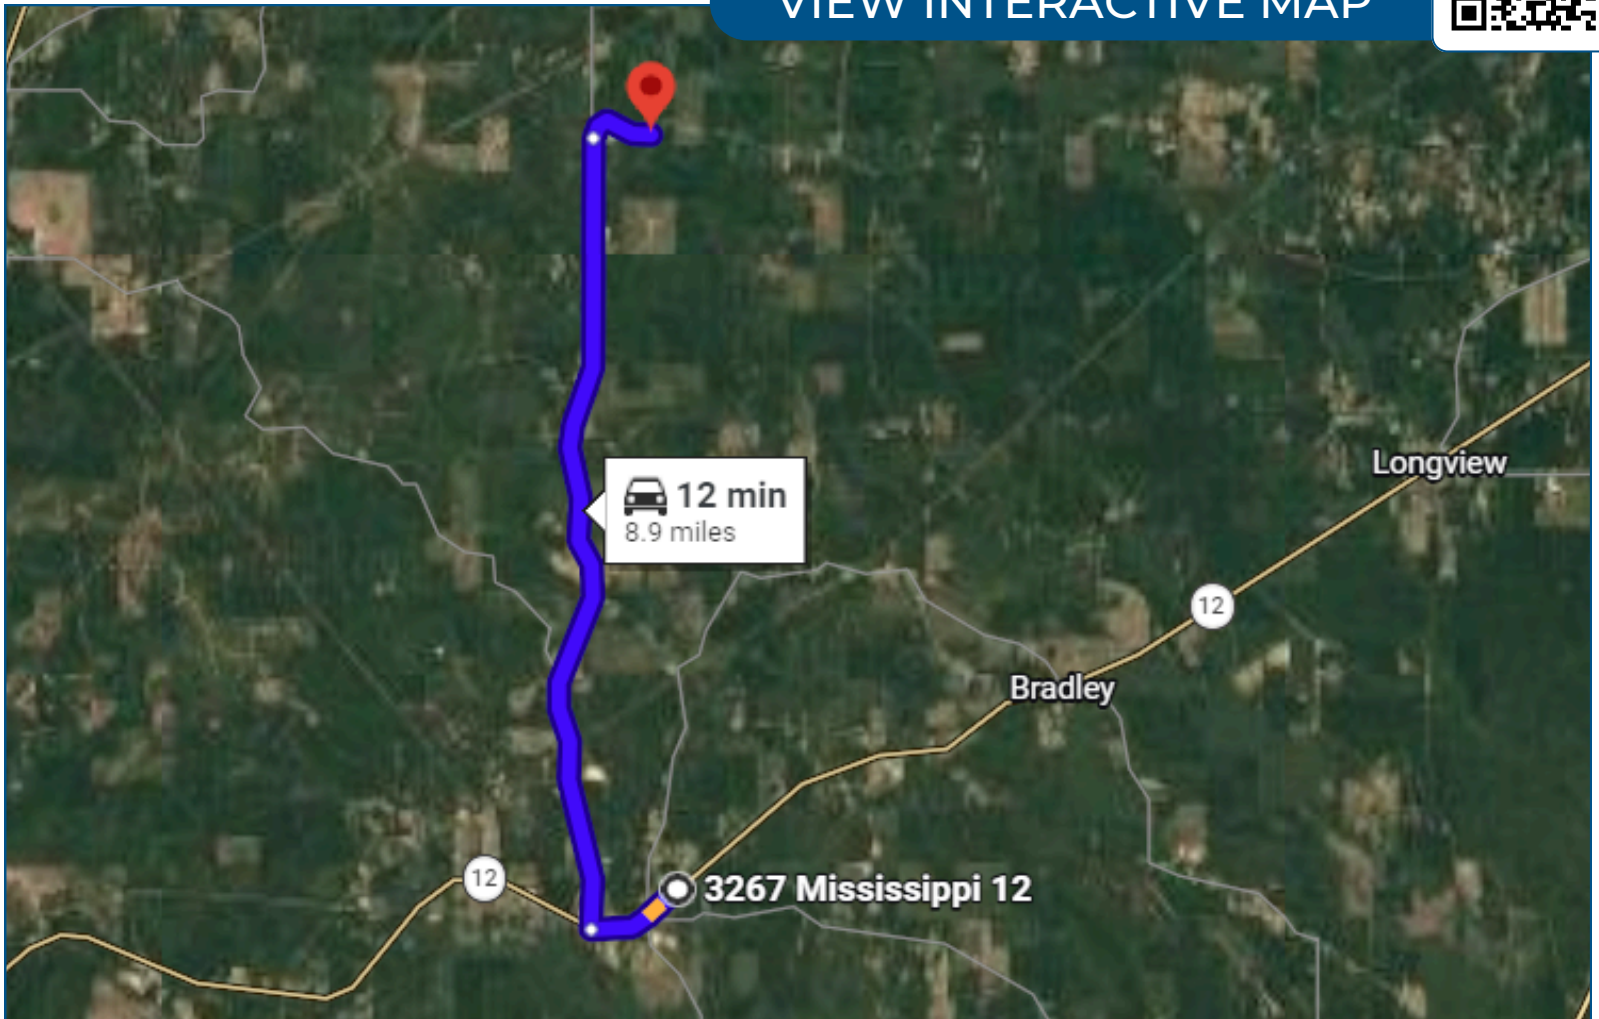 VIEW INTERACTIVE MAP
12 min
8.9 miles
Longview
12
Bradley
12
3267 Mississippi 12